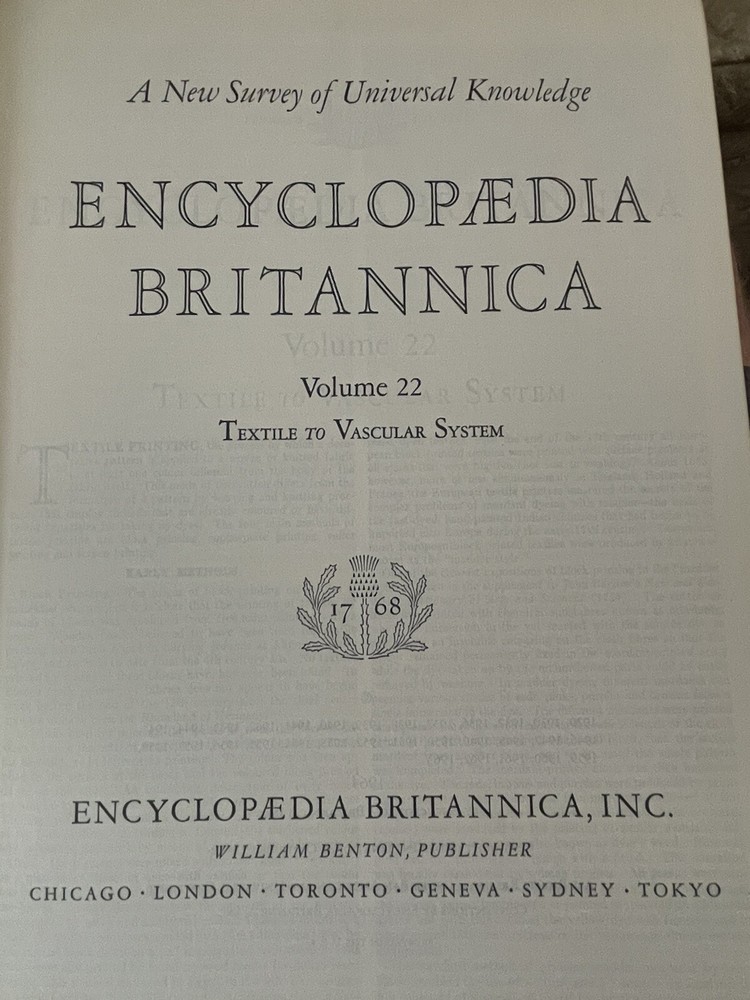 A New Survey of Universal Knowledge
ENCYCLOPÆDIA
BRITANNICA
Volume 22
TEXTILE TO VASCULAR SYSTEM
17 68
ENCYCLOPÆDIA BRITANNICA, INC.
WILLIAM BENTON, PUBLISHER
CHICAGO · LONDON · TORONTO · GENEVA · SYDNEY · TOKYO